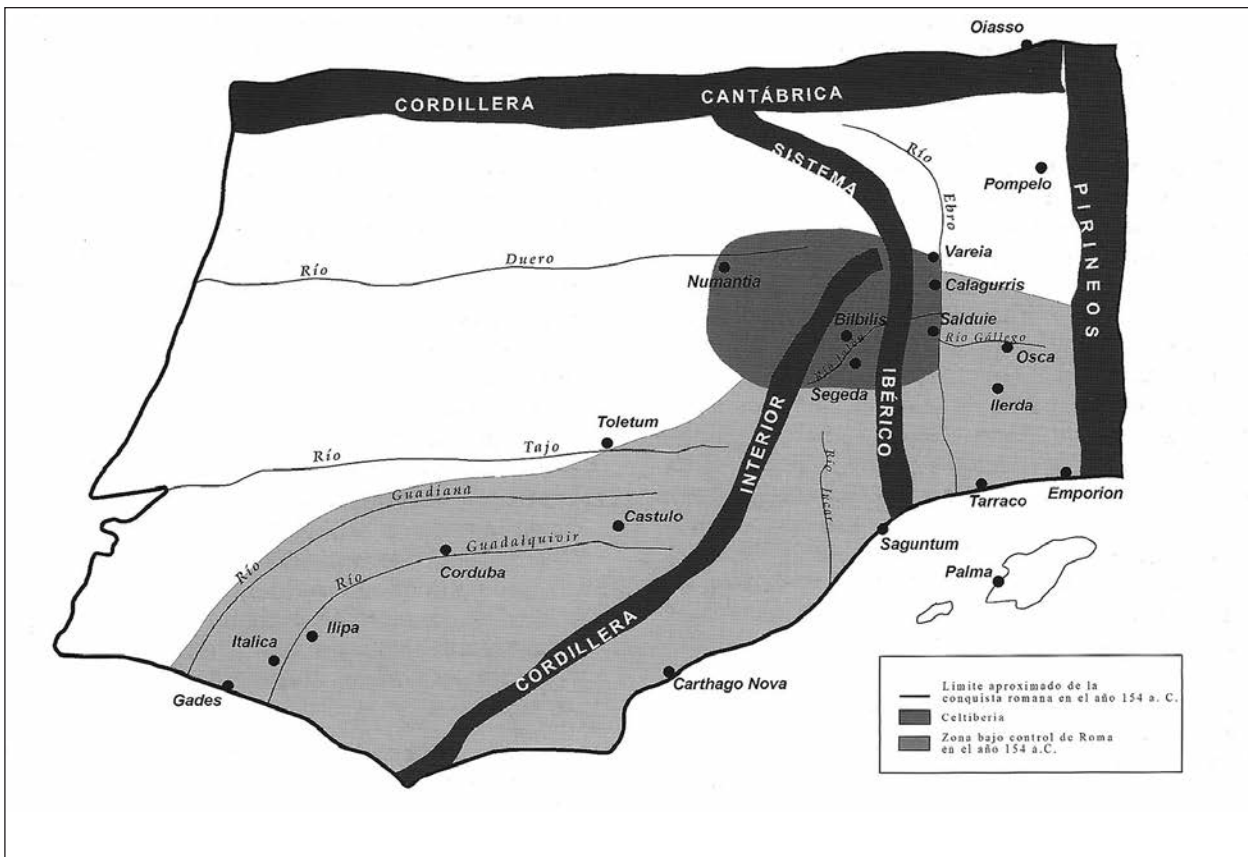 Oiasso
CORDILLERA CANTÁBRICA
SISTEMA IBÉRICO
Río Ebro
Pompelo
PIRINEOS
Vareia
Río Duero
Numantia
Calagurris
Bilbilis
Salduie
Río Gállego
Osca
Río Jalón
Segeda
Ilerda
Toletum
Río Tajo
INTERIOR
Río Jucar
Guadiana
Tarraco
Emporion
Castulo
Saguntum
Río
Río Guadalquivir
Corduba
Palma
Italica
Ilipa
CORDILLERA
Carthago Nova
Gades
Limite aproximado de la
conquista romana en el año 154 a. C.
Celtiberia
Zona bajo control de Roma
en el año 154 a.C.